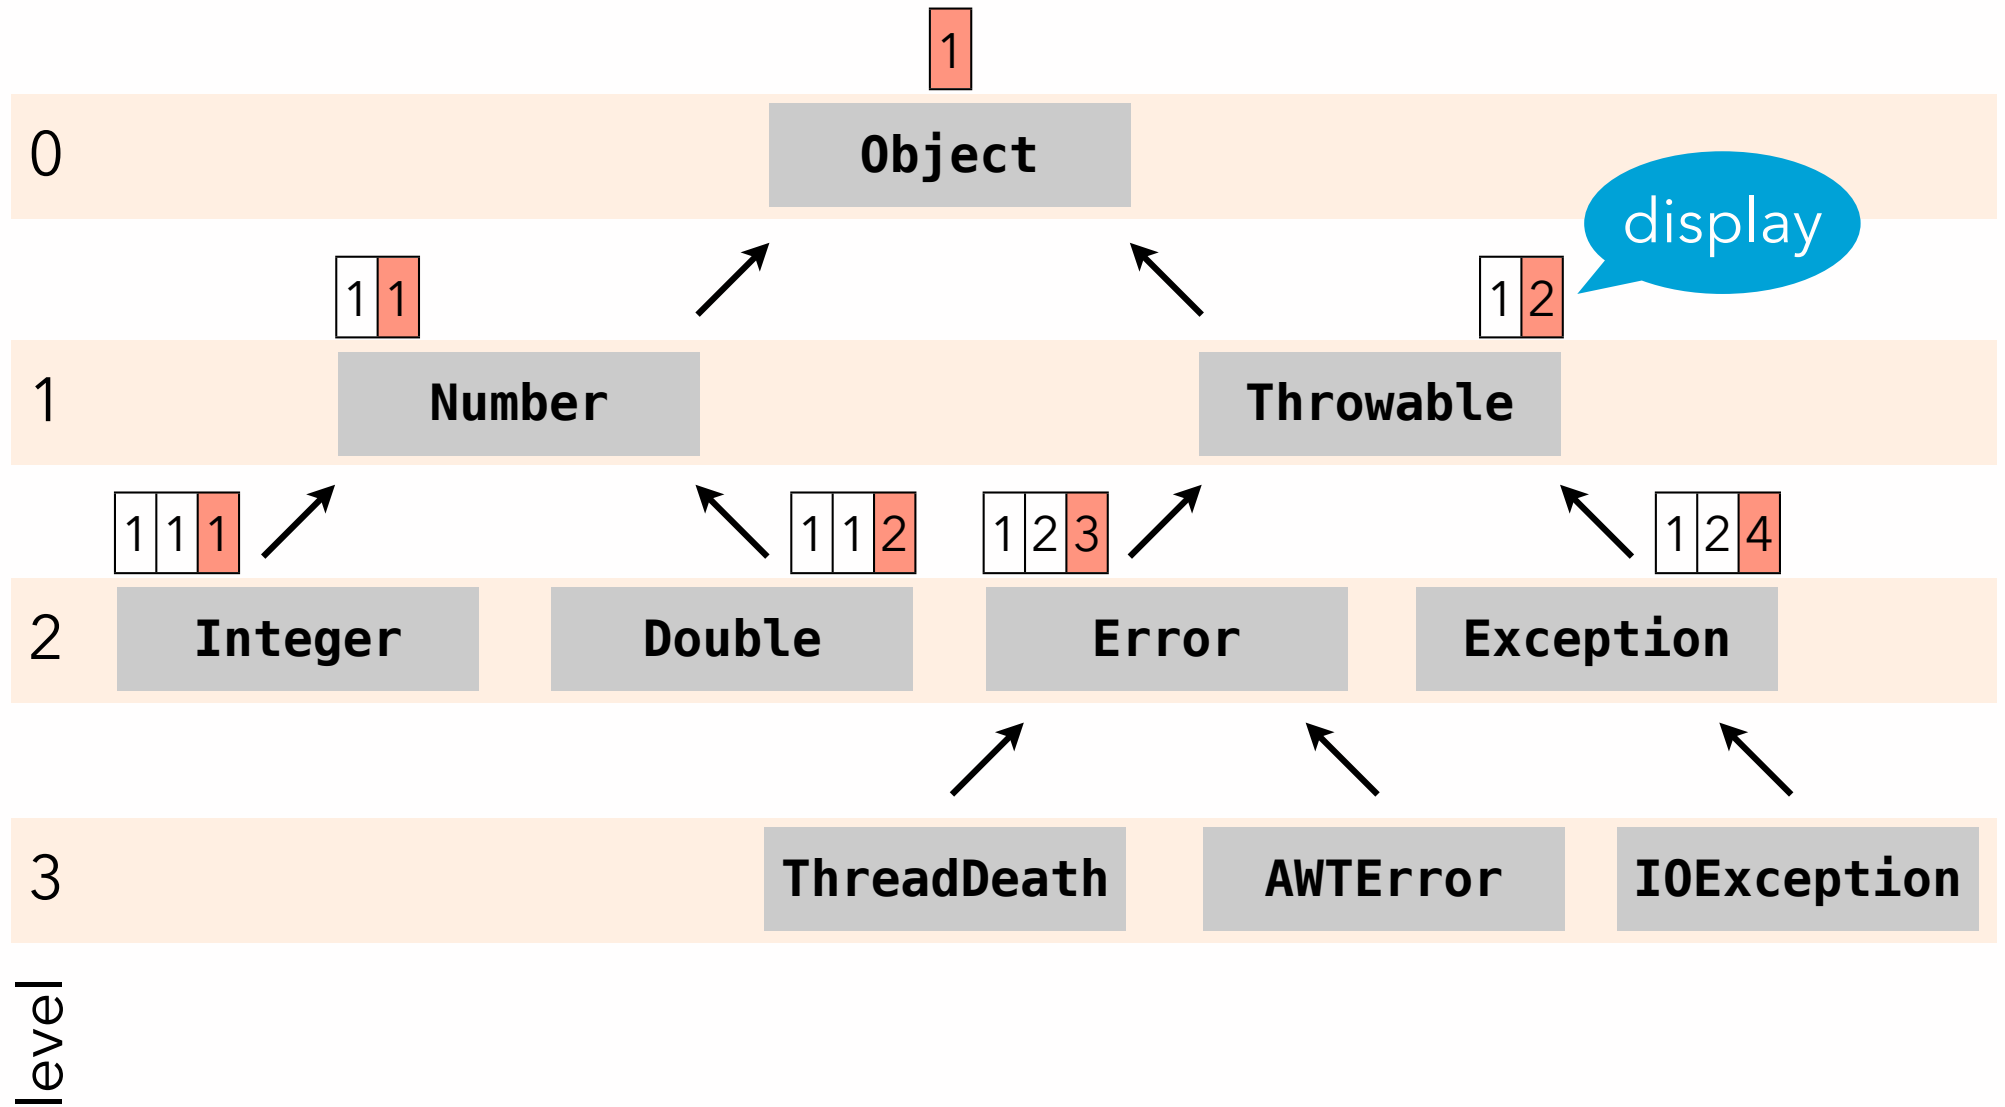 1
0
Object
display
1 1
1 2
1
Number
Throwable
1 1 1
1 1 2
1 2 3
1 2 4
2
Integer
Double
Error
Exception
3
ThreadDeath
AWTError
IOException
level